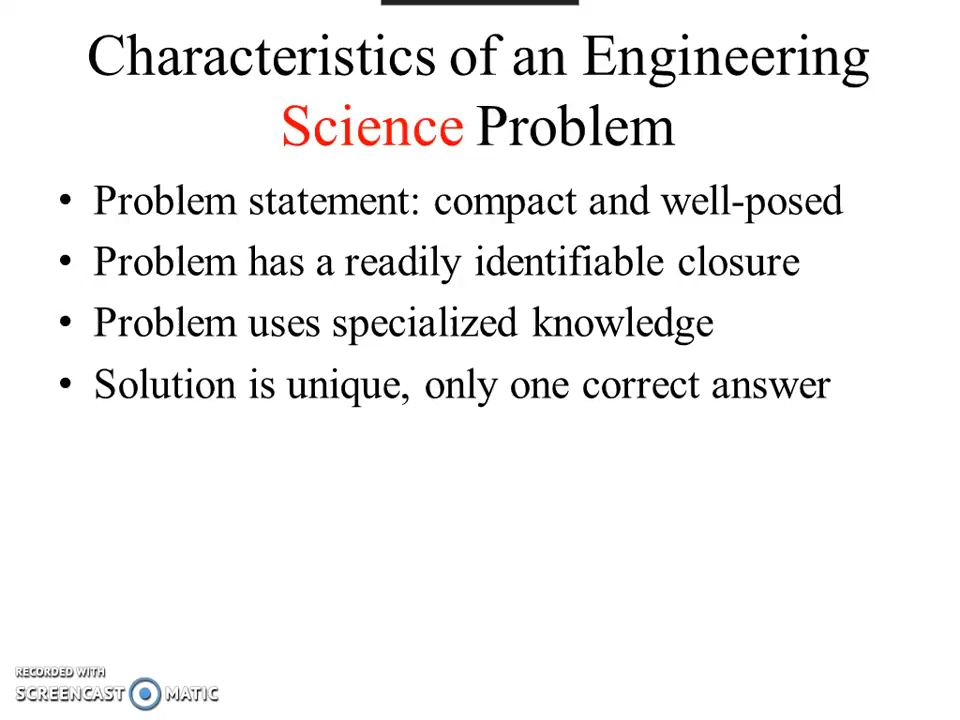 Characteristics of an Engineering
Science Problem
• Problem statement: compact and well-posed
• Problem has a readily identifiable closure
• Problem uses specialized knowledge
• Solution is unique, only one correct answer
RECORDED WITH
SCREENCAST MATIC